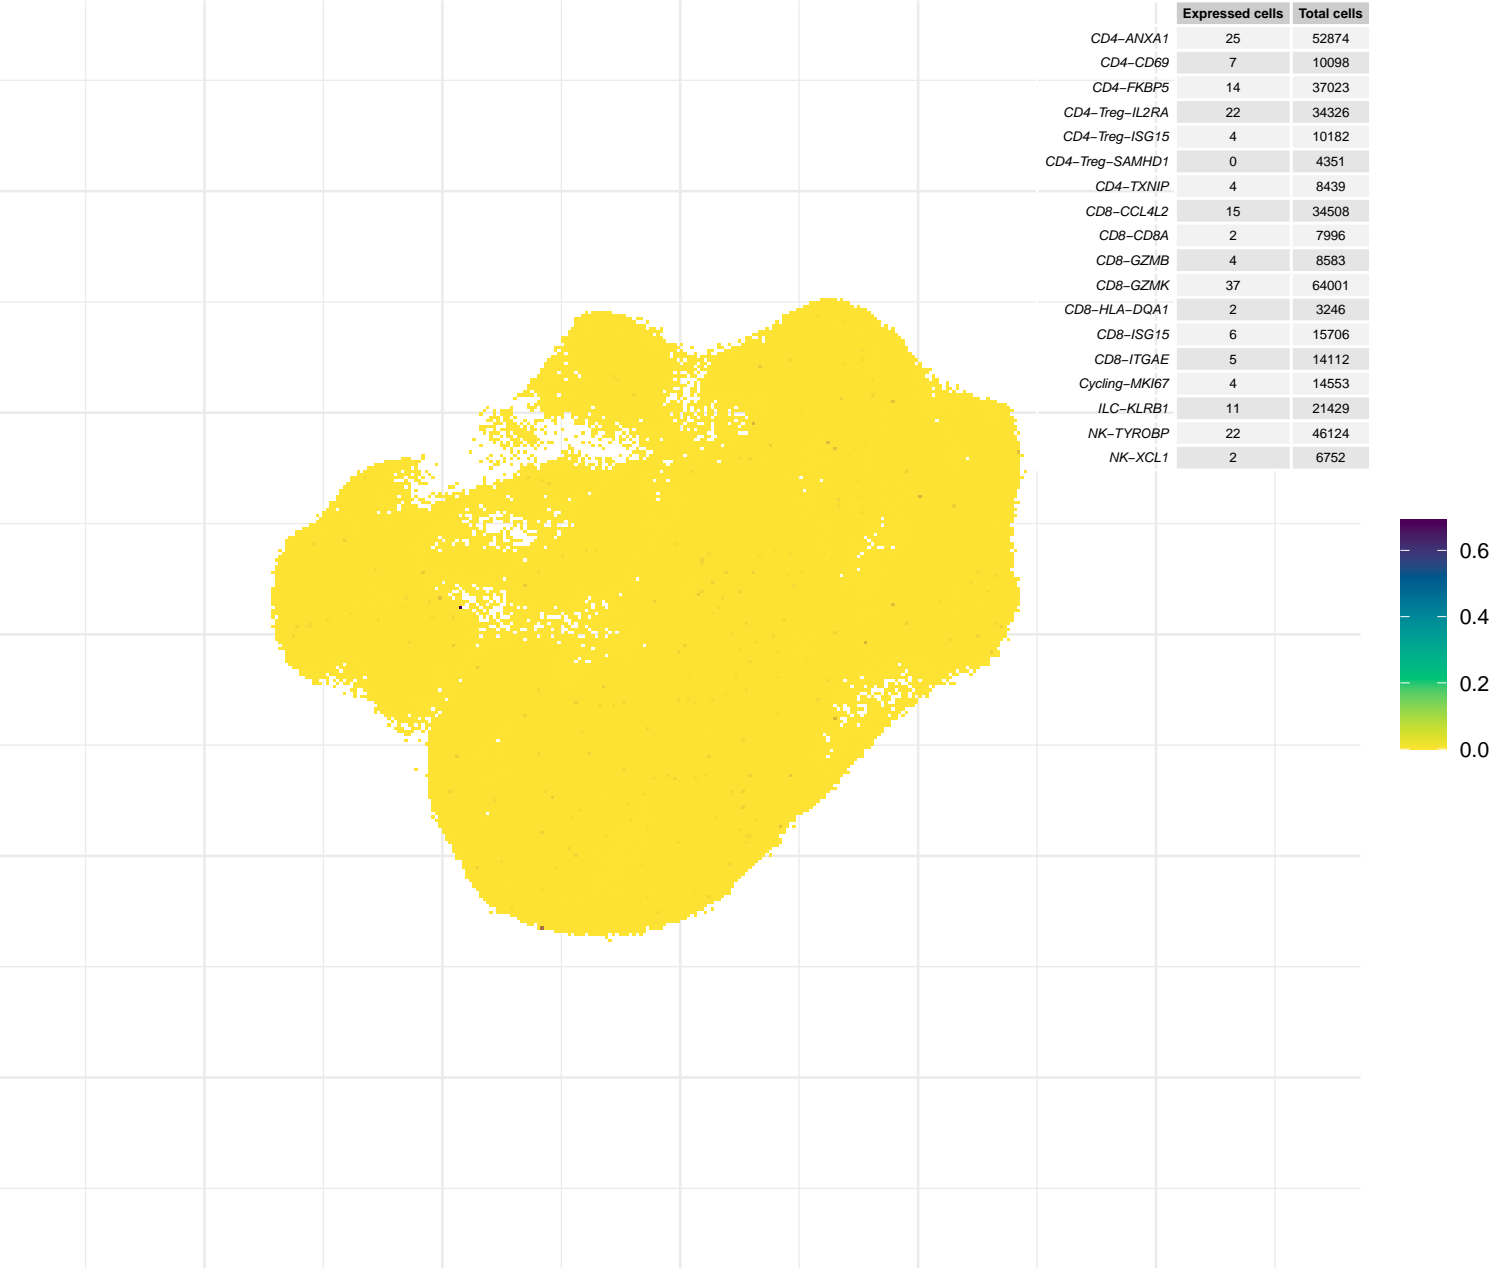 Expressed cells Total cells
CD4−ANXA1 25 52874
CD4−CD69 7 10098
CD4−FKBP5 14 37023
CD4−Treg−IL2RA 22 34326
CD4−Treg−ISG15 4 10182
CD4−Treg−SAMHD1 0 4351
CD4−TXNIP 4 8439
CD8−CCL4L2 15 34508
CD8−CD8A 2 7996
CD8−GZMB 4 8583
CD8−GZMK 37 64001
CD8−HLA−DQA1 2 3246
CD8−ISG15 6 15706
CD8−ITGAE 5 14112
Cycling−MKI67 4 14553
ILC−KLRB1 11 21429
NK−TYROBP 22 46124
NK−XCL1 2 6752
0.6
0.4
0.2
0.0